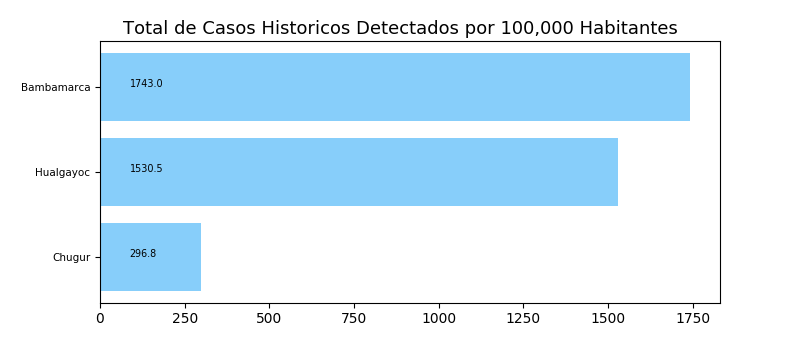 Total de Casos Historicos Detectados por 100,000 Habitantes
Bambamarca
1743.0
Hualgayoc
1530.5
Chugur
296.8
0 250 500 750 1000 1250 1500 1750